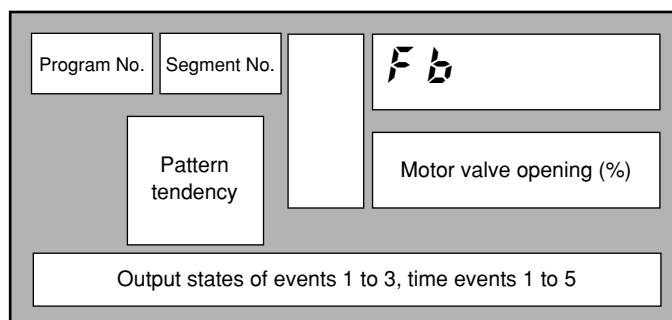 Program No.
Segment No.
Fb
Pattern
tendency
Motor valve opening (%)
Output states of events 1 to 3, time events 1 to 5